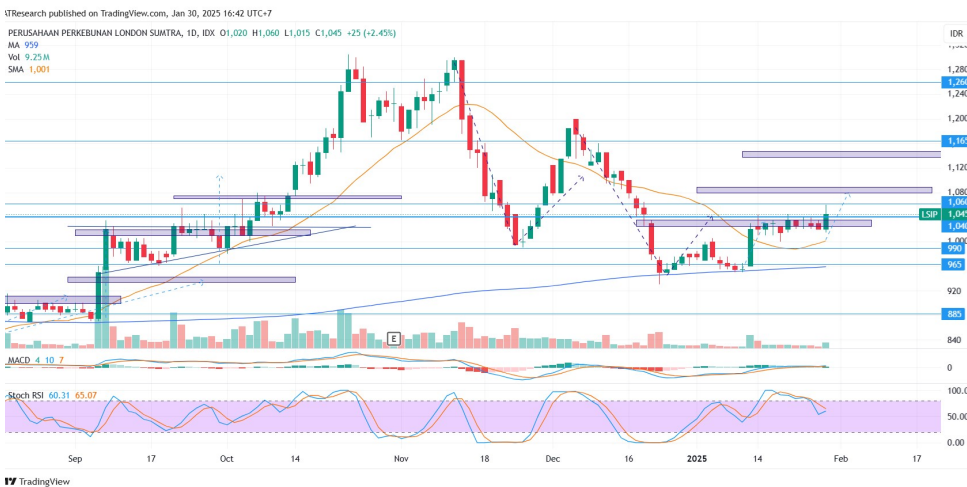 ATResearch published on TradingView.com, Jan 30, 2025 16:42 UTC+7
PERUSAHAAN PERKEBUNAN LONDON SUMTRA, 1D, IDX O1,020 H1,060 L1,015 C1,045 +25 (+2.45%)
IDR
MA 959
Vol 9.25M
SMA 1,001
1,280
1,260
1,240
1,200
1,165
1,120
1,080
1,060
LSIP 1,045
1,040
1,000
990
965
920
885
840
E
MACD 4 10 7
0
Stoch RSI 60.31 65.07
100.0
50.00
0.00
Sep 17 Oct 14 Nov 18 Dec 16 2025 14 Feb 17
TradingView